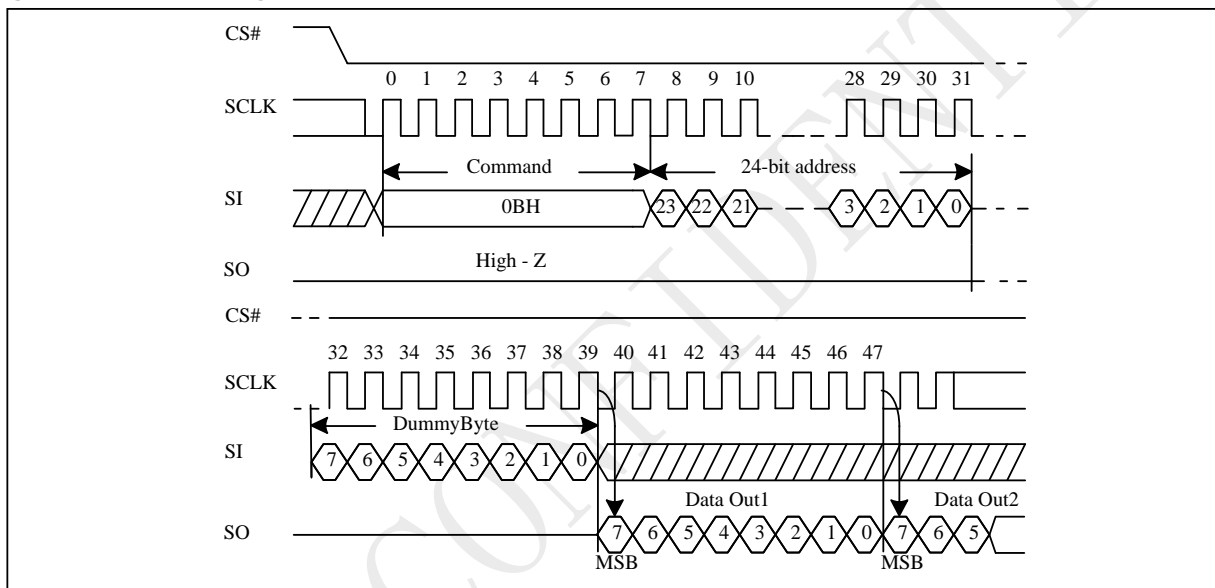 CS#
0 1 2 3 4 5 6 7 8 9 10 28 29 30 31
SCLK
Command 24-bit address
SI 0BH 23 22 21 3 2 1 0
High - Z
SO
CS#
32 33 34 35 36 37 38 39 40 41 42 43 44 45 46 47
SCLK
DummyByte
SI 7 6 5 4 3 2 1 0
Data Out1 Data Out2
SO 7 6 5 4 3 2 1 0 7 6 5
MSB MSB
CONFIDENT